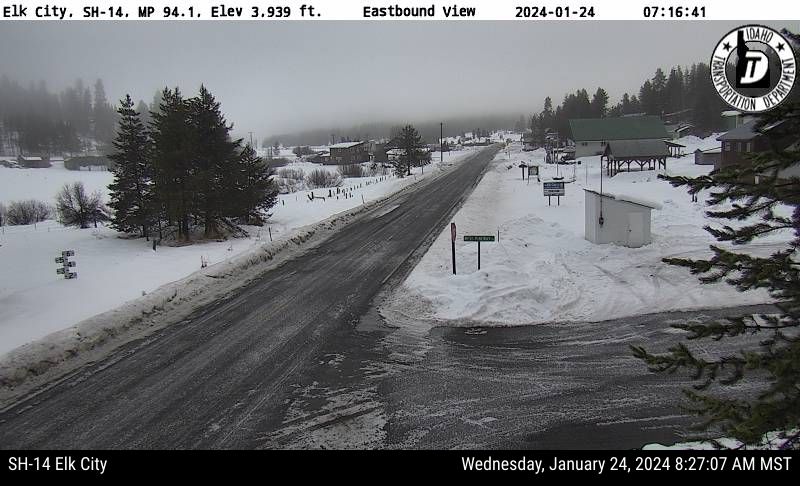 Elk City, SH-14, MP 94.1, Elev 3,939 ft. Eastbound View 2024-01-24 07:16:41
IDAHO
TRANSPORTATION DEPARTMENT
SH-14 Elk City Wednesday, January 24, 2024 8:27:07 AM MST